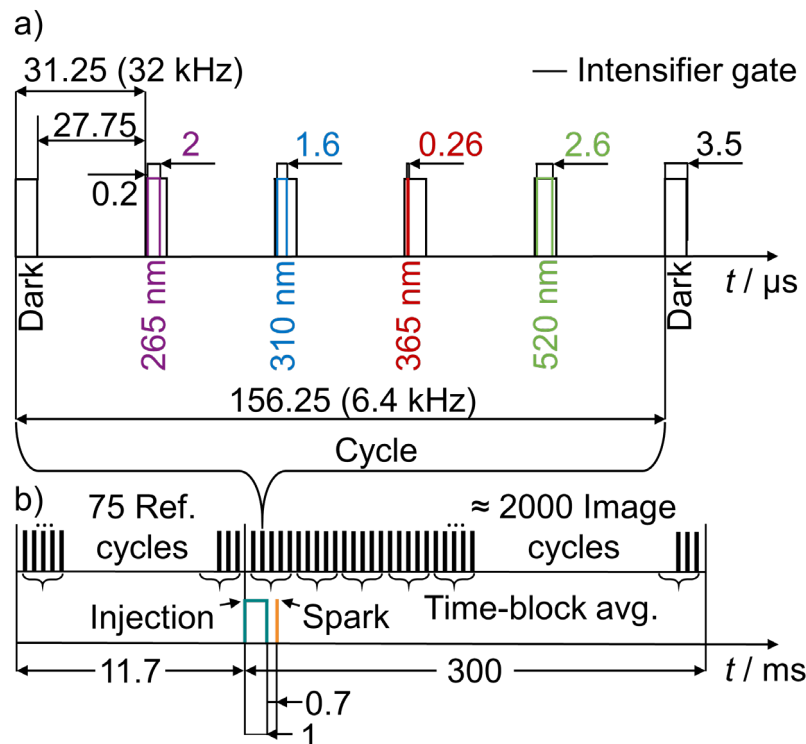 a)
31.25 (32 kHz)
— Intensifier gate
27.75
2
1.6
0.26
2.6
3.5
0.2
Dark
265 nm
310 nm
365 nm
520 nm
Dark
t / µs
156.25 (6.4 kHz)
Cycle
b)
75 Ref.
cycles
...
...
≈ 2000 Image
cycles
Injection
Spark
Time-block avg.
11.7
300
t / ms
0.7
1